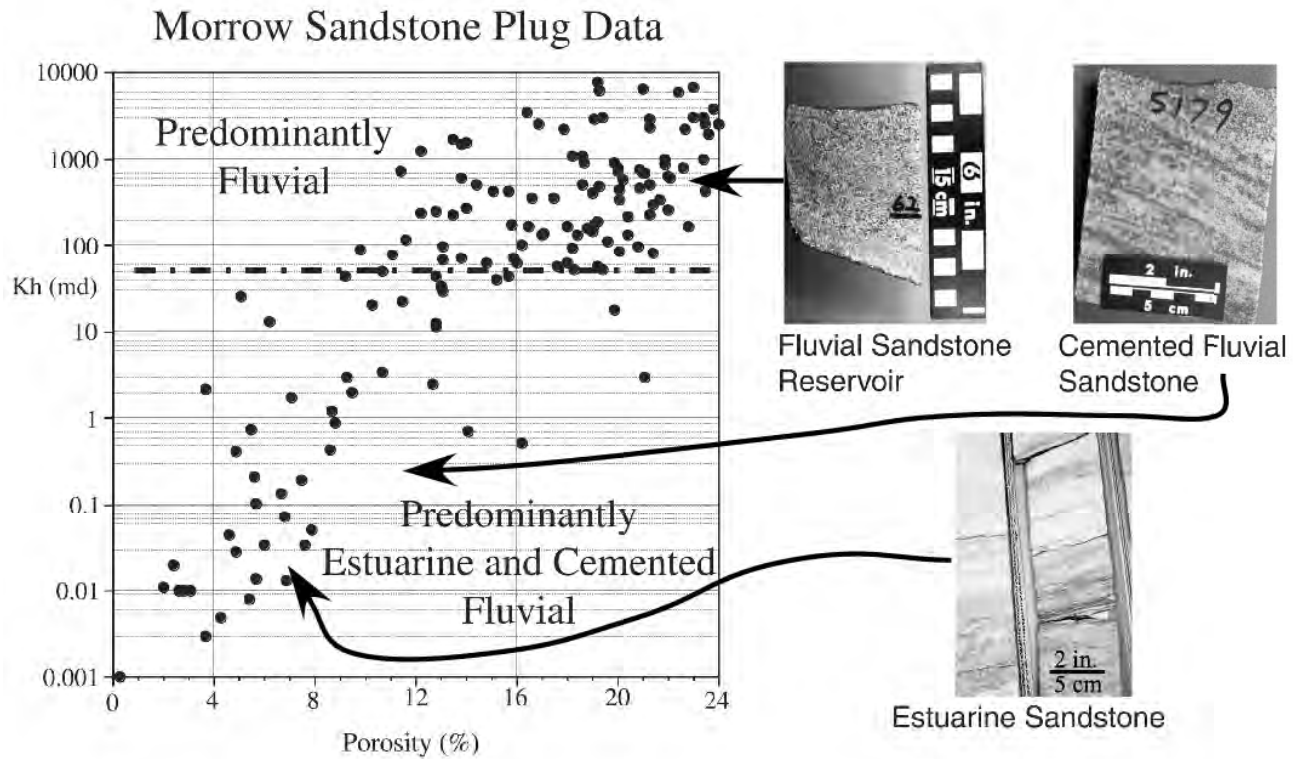 Morrow Sandstone Plug Data
10000
1000
100
Kh (md)
10
1
0.1
0.01
0.001
0
4
8
12
16
20
24
Porosity (%)
Predominantly
Fluvial
Predominantly
Estuarine and Cemented
Fluvial
62
15 cm
6 in.
Fluvial Sandstone
Reservoir
5179
2 in.
5 cm
Cemented Fluvial
Sandstone
2 in.
5 cm
Estuarine Sandstone